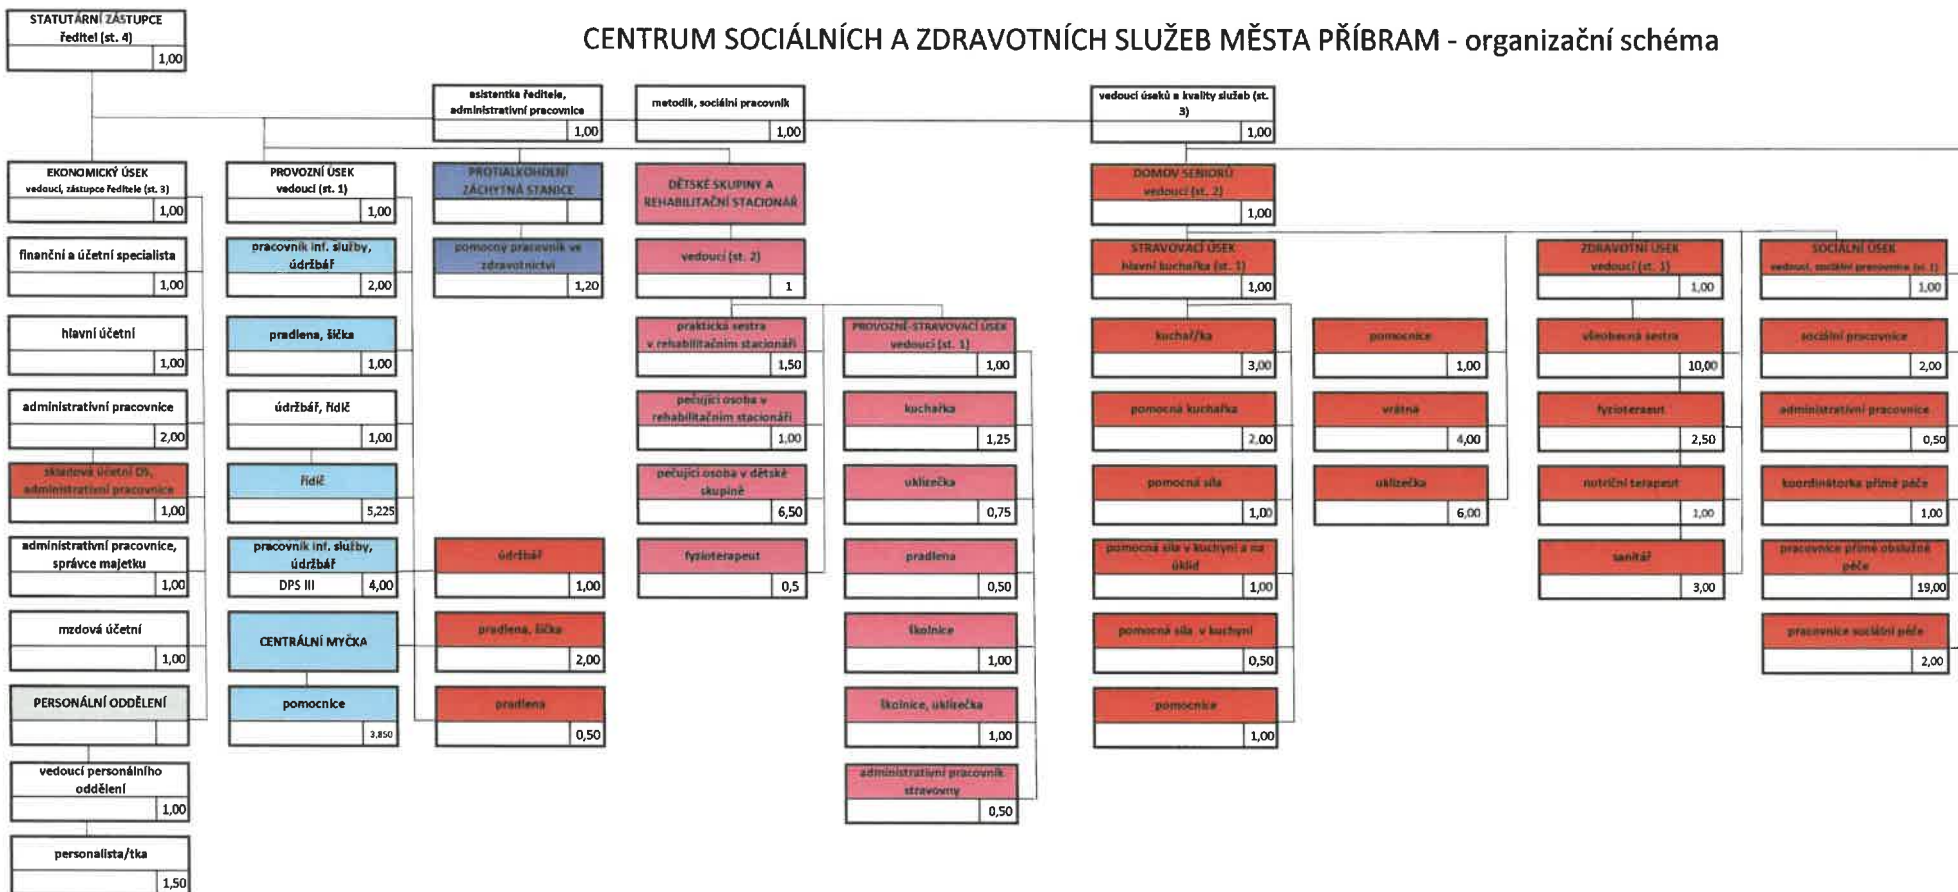 STATUTÁRNÍ ZÁSTUPCE
ředitel (st. 4)
1,00
CENTRUM SOCIÁLNÍCH A ZDRAVOTNÍCH SLUŽEB MĚSTA PŘÍBRAM - organizační schéma
asistentka ředitele,
administrativní pracovnice
1,00
metodik, sociální pracovník
1,00
vedoucí úseků a kvality služeb (st.
3)
1,00
EKONOMICKÝ ÚSEK
vedoucí, zástupce ředitele (st. 3)
1,00
finanční a účetní specialista
1,00
hlavní účetní
1,00
administrativní pracovnice
2,00
skladová účetní DS,
administrativní pracovnice
1,00
administrativní pracovnice,
správce majetku
1,00
mzdová účetní
1,00
PERSONÁLNÍ ODDĚLENÍ
vedoucí personálního
oddělení
1,00
personalista/tka
1,50
PROVOZNÍ ÚSEK
vedoucí (st. 1)
1,00
pracovník inf. služby,
údržbář
2,00
pradlena, šička
1,00
údržbář, řidič
1,00
řidič
5,225
pracovník inf. služby,
údržbář
DPS III 4,00
CENTRÁLNÍ MYČKA
pomocnice
3,850
PROTIALKOHOLNÍ
ZÁCHYTNÁ STANICE
pomocný pracovník ve
zdravotnictví
1,20
údržbář
1,00
pradlena, šička
2,00
pradlena
0,50
DĚTSKÉ SKUPINY A
REHABILITAČNÍ STACIONÁŘ
vedoucí (st. 2)
1
praktická sestra
v rehabilitačním stacionáři
1,50
pečující osoba v
rehabilitačním stacionáři
1,00
pečující osoba v dětské
skupině
6,50
fyzioterapeut
0,5
PROVOZNĚ-STRAVOVACÍ ÚSEK
vedoucí (st. 1)
1,00
kuchařka
1,25
uklízečka
0,75
pradlena
0,50
školnice
1,00
školnice, uklízečka
1,00
administrativní pracovník
stravovny
0,50
DOMOV SENIORŮ
vedoucí (st. 2)
1,00
STRAVOVACÍ ÚSEK
hlavní kuchařka (st. 1)
1,00
kuchař/ka
3,00
pomocná kuchařka
2,00
pomocná síla
1,00
pomocná síla v kuchyni a na
úklid
1,00
pomocná síla v kuchyni
0,50
pomocnice
1,00
pomocnice
1,00
vrátná
4,00
uklízečka
6,00
ZDRAVOTNÍ ÚSEK
vedoucí (st. 1)
1,00
všeobecná sestra
10,00
fyzioterapeut
2,50
nutriční terapeut
1,00
sanitář
3,00
SOCIÁLNÍ ÚSEK
vedoucí, sociální pracovnice (st.1)
1,00
sociální pracovnice
2,00
administrativní pracovnice
0,50
koordinátorka přímé péče
1,00
pracovnice přímé obslužné
péče
19,00
pracovnice sociální péče
2,00